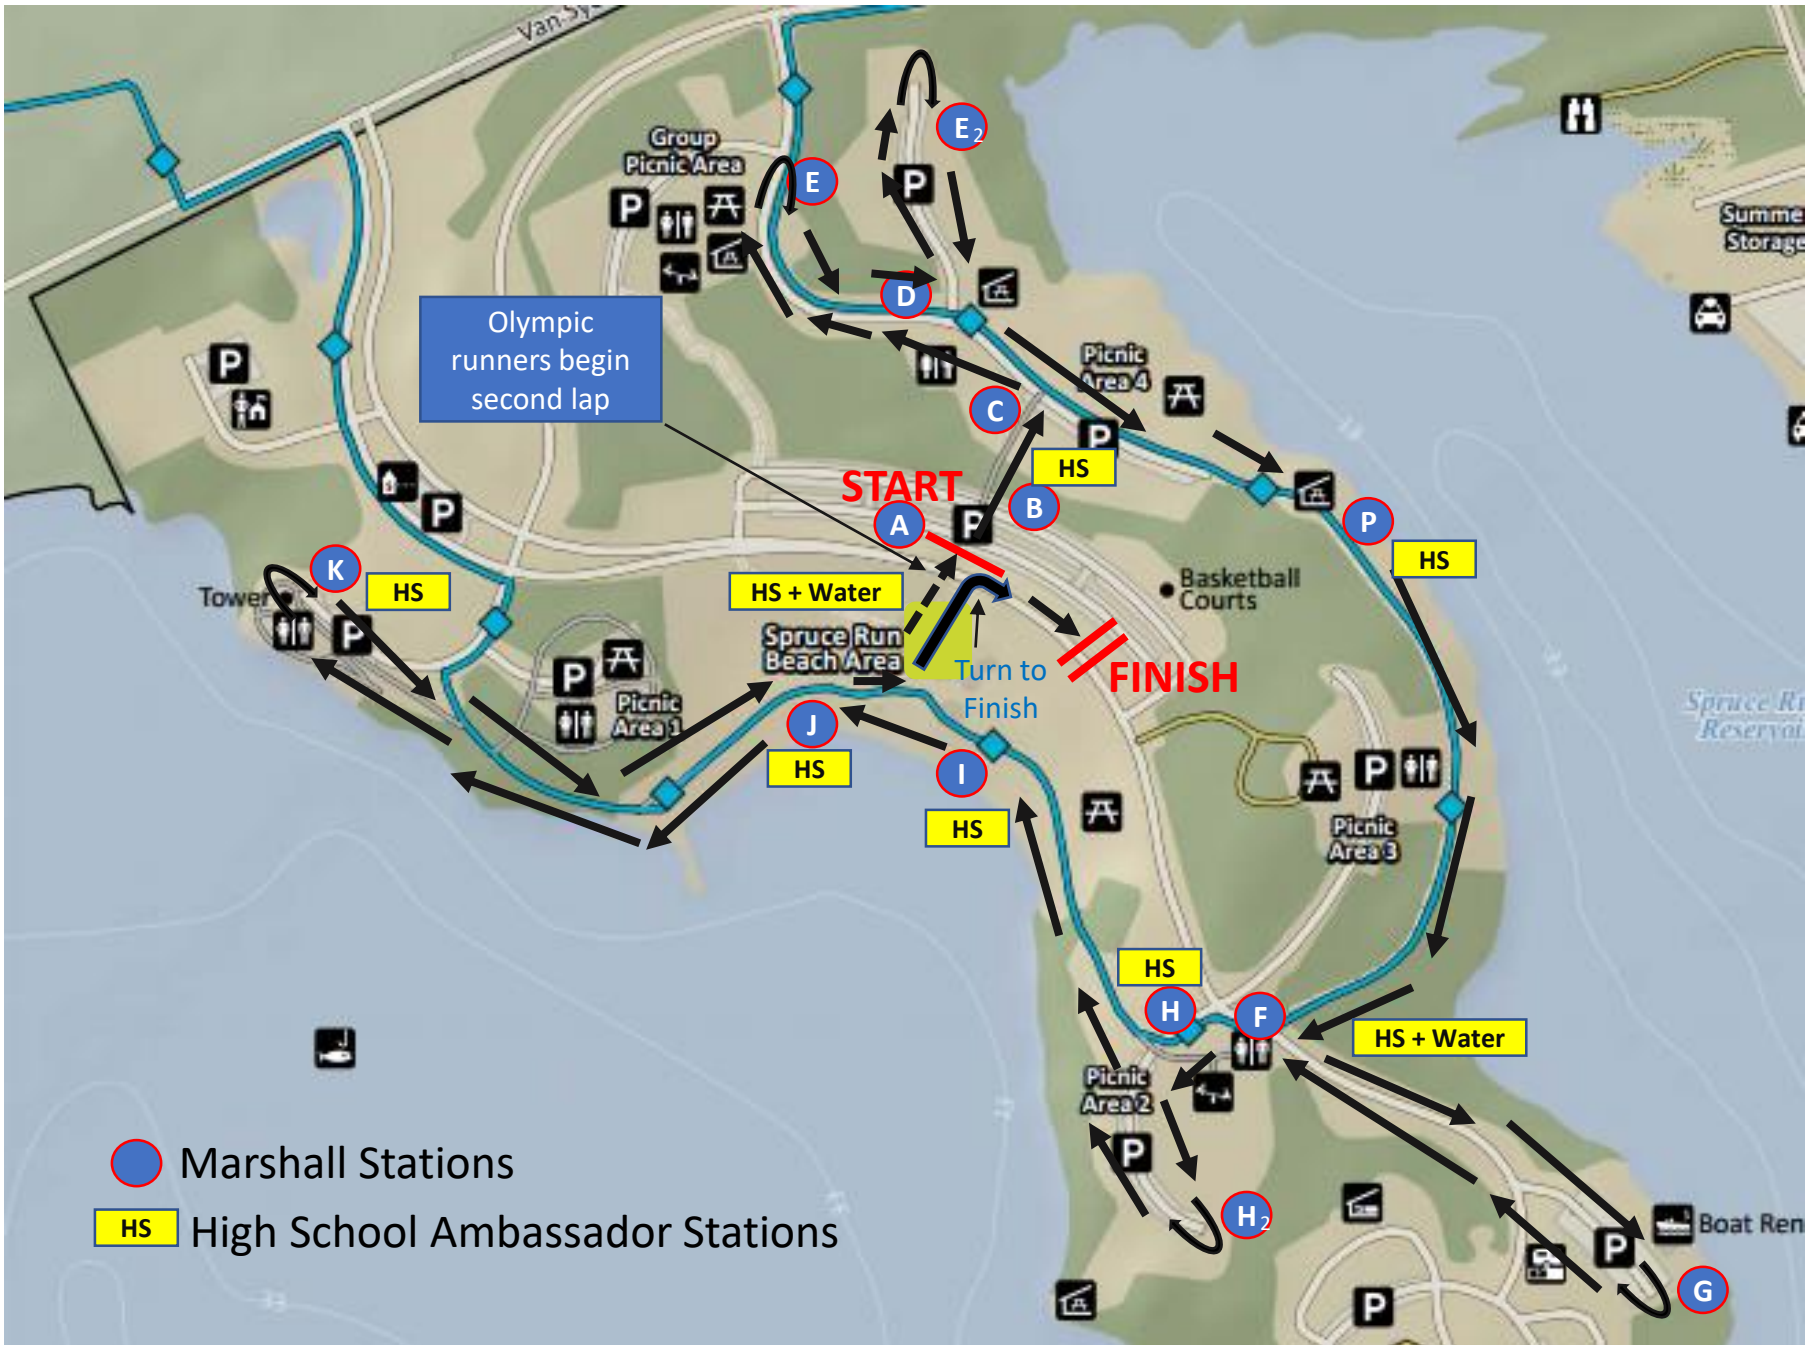 Van Sy
Group
Picnic Area
E
E2
P
P
Summe
Storage
D
Olympic
runners begin
second lap
Picnic
Area 4
P
C
P
HS
START
A
P
B
P
P
HS
K
HS
Tower
P
HS + Water
Basketball
Courts
Spruce Run
Beach Area
Turn to
Finish
FINISH
P
Picnic
Area 1
J
HS
I
HS
P
Picnic
Area 3
Spruce R
Reservoi
HS
H
F
HS + Water
Picnic
Area 2
P
H2
Boat Ren
P
G
P
Marshall Stations
HS
High School Ambassador Stations